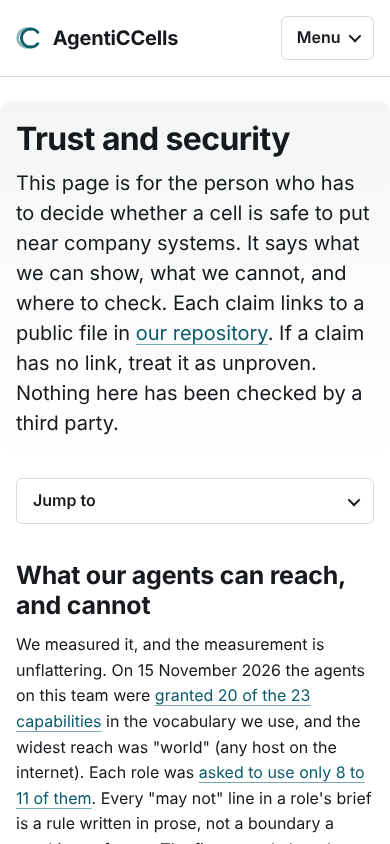 AgentiCCells
Menu
Trust and security
This page is for the person who has
to decide whether a cell is safe to put
near company systems. It says what
we can show, what we cannot, and
where to check. Each claim links to a
public file in our repository. If a claim
has no link, treat it as unproven.
Nothing here has been checked by a
third party.
Jump to
What our agents can reach,
and cannot
We measured it, and the measurement is
unflattering. On 15 November 2026 the agents
on this team were granted 20 of the 23
capabilities in the vocabulary we use, and the
widest reach was "world" (any host on the
internet). Each role was asked to use only 8 to
11 of them. Every "may not" line in a role's brief
is a rule written in prose, not a boundary a